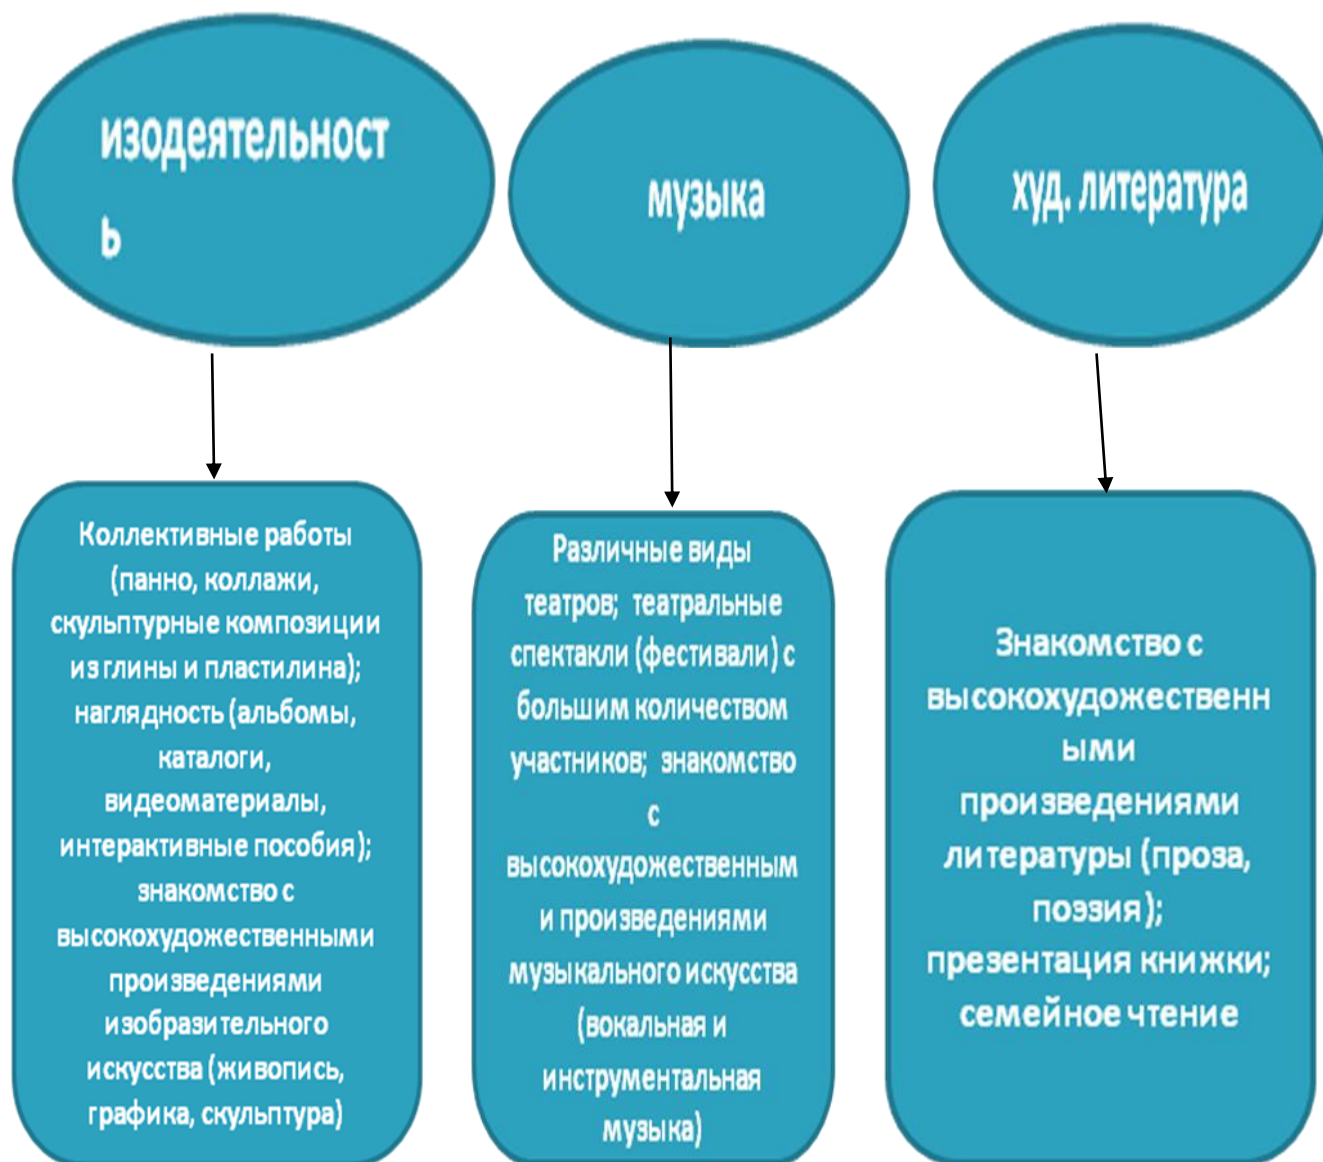 изодеятельност
ь
музыка
худ. литература
Коллективные работы
(панно, коллажи,
скульптурные композиции
из глины и пластилина);
наглядность (альбомы,
каталоги,
видеоматериалы,
интерактивные пособия);
знакомство с
высокохудожественными
произведениями
изобразительного
искусства (живопись,
графика, скульптура)
Различные виды
театров; театральные
спектакли (фестивали) с
большим количеством
участников; знакомство
с
высокохудожественным
и произведениями
музыкального искусства
(вокальная и
инструментальная
музыка)
Знакомство с
высокохудожественн
ыми
произведениями
литературы (проза,
поэзия);
презентация книжки;
семейное чтение